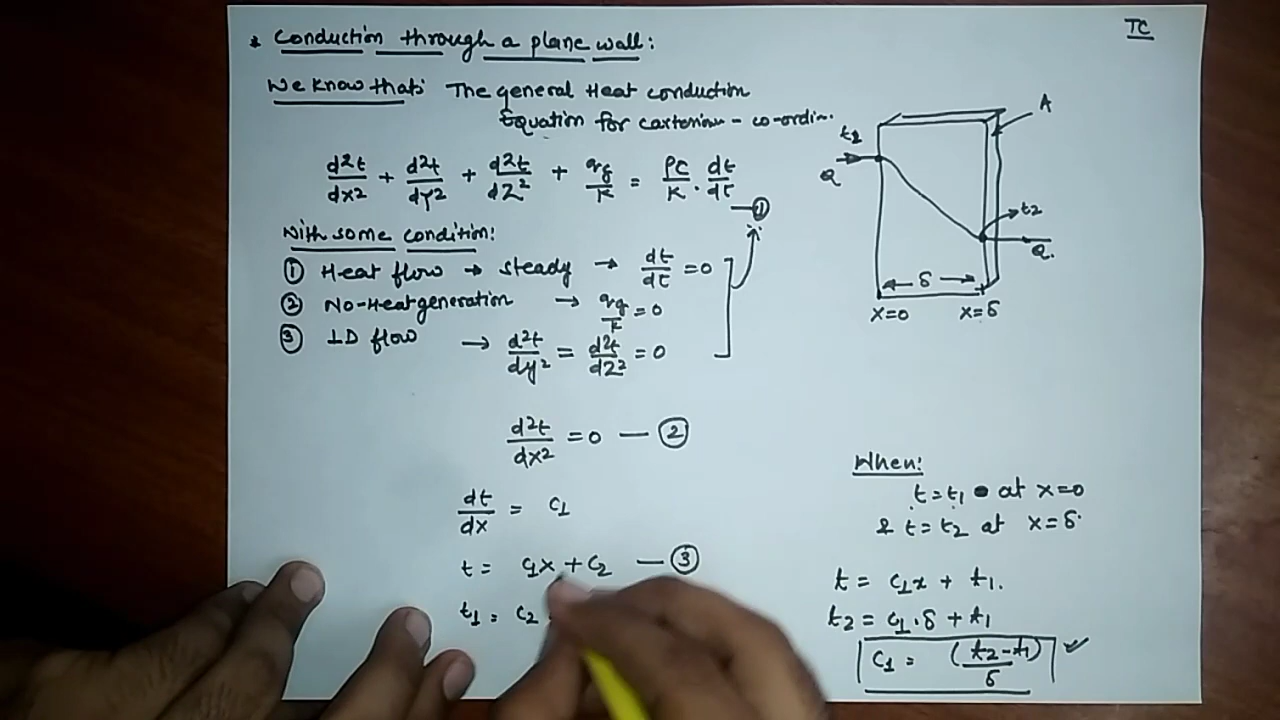 TC
* Conduction through a plane wall:
We know that: The general Heat conduction
Equation for cartesian-co-ordin..
d²t/dx² + d²t/dy² + d²t/dz² + qg/k = ρc/k . dt/dτ —①
With some condition:
① Heat flow → steady → dt/dτ = 0
② No-Heat generation → qg/k = 0
③ 1D flow → d²t/dy² = d²t/dz² = 0
d²t/dx² = 0 — ②
dt/dx = c1
t = c1x + c2 — ③
t1 = c2
A
t2
Q
t2
Q.
δ
x=0 x=δ
When:
t = t1 at x=0
& t = t2 at x=δ.
t = c1x + t1.
t2 = c1.δ + t1
c1 = (t2-t1)/δ ✓